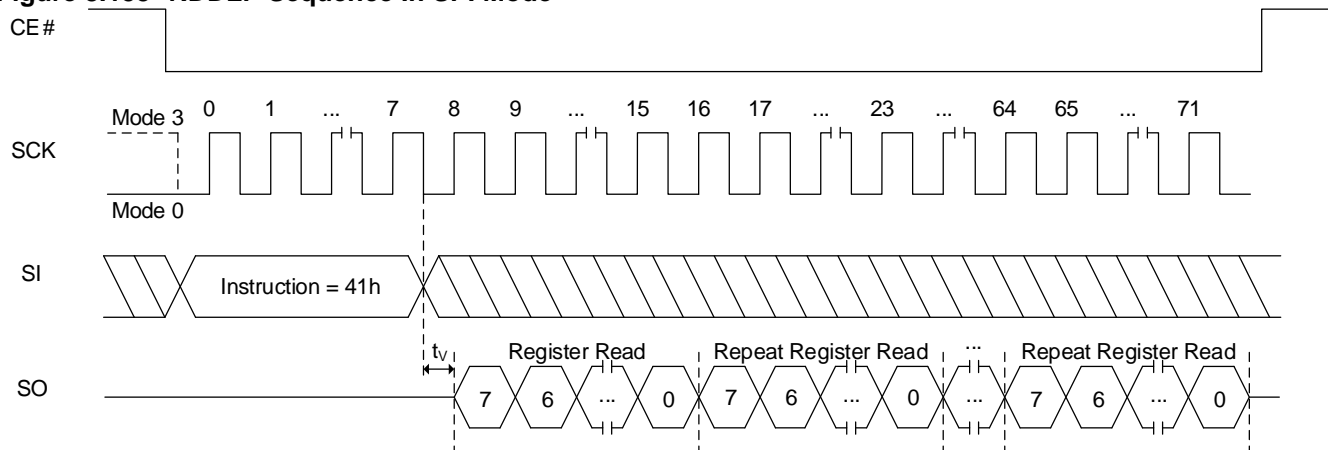 CE#
0 1 ... 7 8 9 ... 15 16 17 ... 23 ... 64 65 ... 71
Mode 3
SCK
Mode 0
SI
Instruction = 41h
tV
Register Read
Repeat Register Read
...
Repeat Register Read
SO
7 6 ... 0 7 6 ... 0 ... 7 6 ... 0